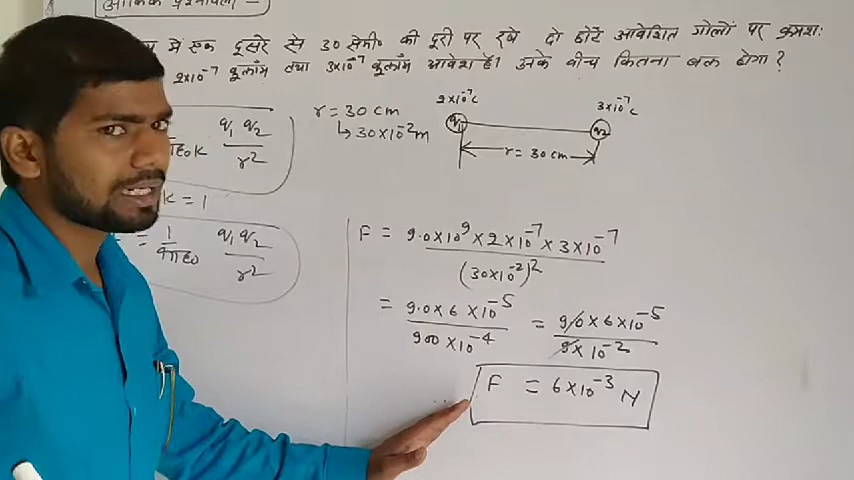 आंकिक प्रश्नावली -
में एक दूसरे से 30 सेमी० की दूरी पर रखे दो छोटे आवेशित गोलों पर क्रमशः
2×10⁻⁷ कूलॉम तथा 3×10⁻⁷ कूलॉम आवेश है। उनके बीच कितना बल होगा?
r = 30 cm
↳ 30×10⁻²m
2×10⁻⁷c
3×10⁻⁷c
q₁
q₂
r = 30 cm
4πε₀K q₁ q₂ / r²
K = 1
= 1 / 4πε₀ q₁ q₂ / r²
F = 9.0×10⁹ × 2×10⁻⁷ × 3×10⁻⁷
(30×10⁻²)²
= 9.0×6×10⁻⁵ / 900×10⁻⁴ = 9.0×6×10⁻⁵ / 9×10⁻²
F = 6×10⁻³ N